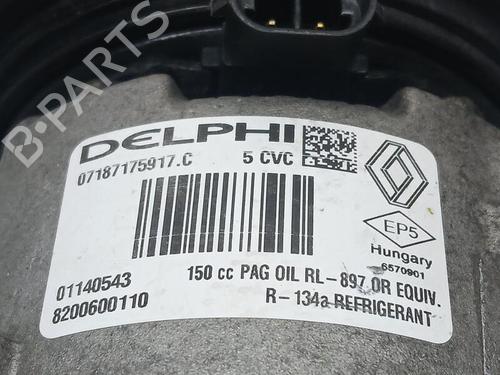 B-PARTS
DELPHI
07187175917.C 5 CVC
EP5
Hungary
6570901
150 cc PAG OIL RL-897 OR EQUIV.
01140543
R-134a REFRIGERANT
8200600110